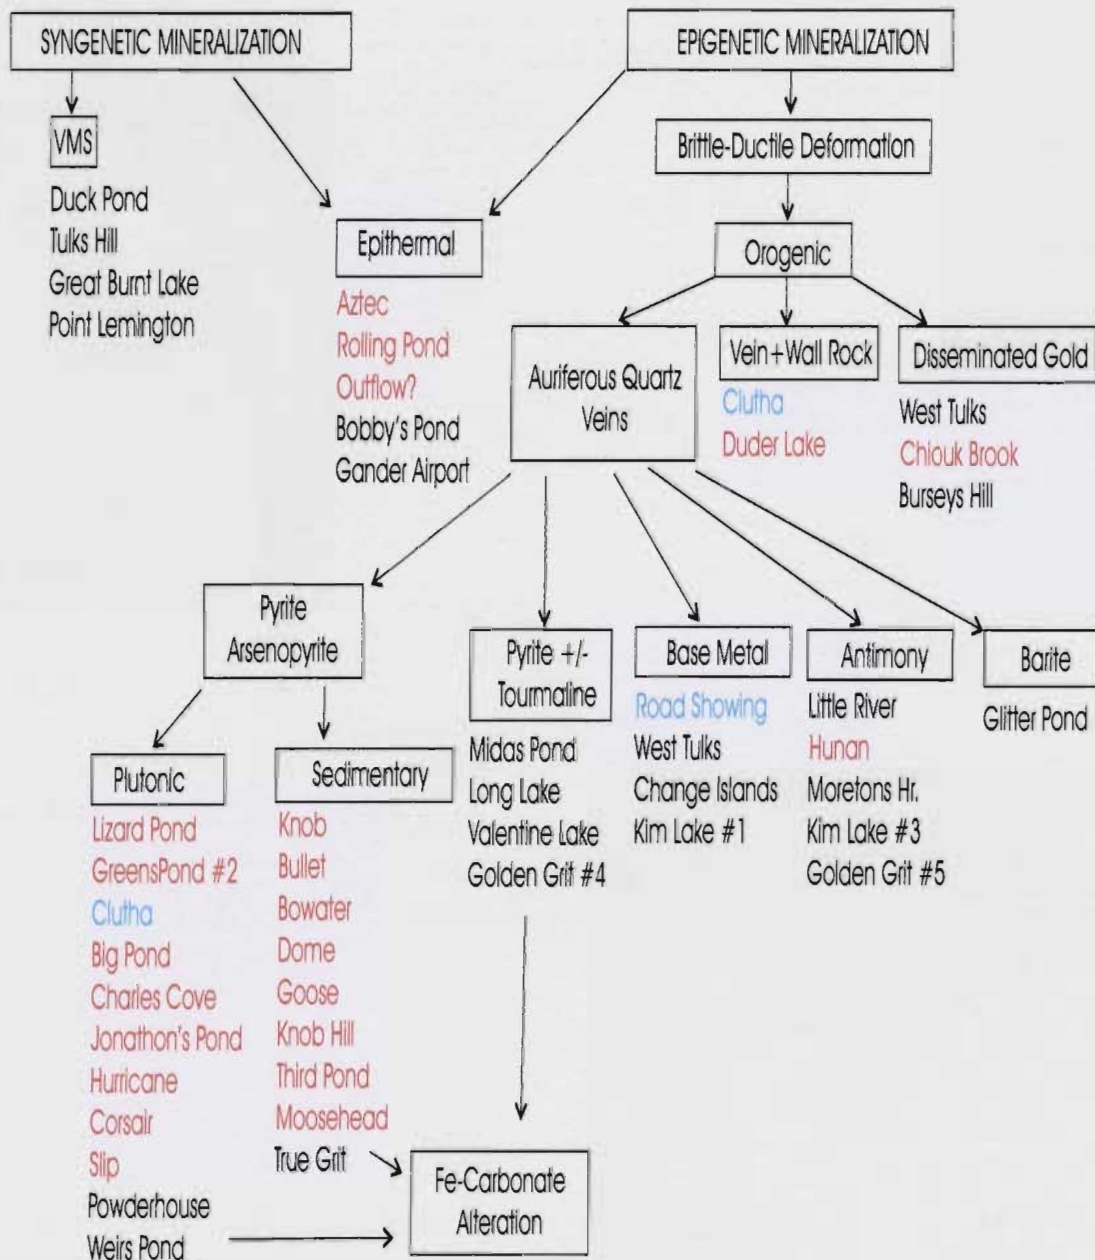 SYNGENETIC MINERALIZATION
EPIGENETIC MINERALIZATION
VMS
Duck Pond
Tulks Hill
Great Burnt Lake
Point Lemington
Brittle-Ductile Deformation
Epithermal
Aztec
Rolling Pond
Outflow?
Bobby's Pond
Gander Airport
Orogenic
Auriferous Quartz
Veins
Vein+Wall Rock
Clutha
Duder Lake
Disseminated Gold
West Tulks
Chiouk Brook
Burseys Hill
Pyrite
Arsenopyrite
Pyrite +/-
Tourmaline
Midas Pond
Long Lake
Valentine Lake
Golden Grit #4
Base Metal
Road Showing
West Tulks
Change Islands
Kim Lake #1
Antimony
Little River
Hunan
Moretons Hr.
Kim Lake #3
Golden Grit #5
Barite
Glitter Pond
Plutonic
Lizard Pond
GreensPond #2
Clutha
Big Pond
Charles Cove
Jonathon's Pond
Hurricane
Corsair
Slip
Powderhouse
Weirs Pond
Sedimentary
Knob
Bullet
Bowater
Dome
Goose
Knob Hill
Third Pond
Moosehead
True Grit
Fe-Carbonate
Alteration